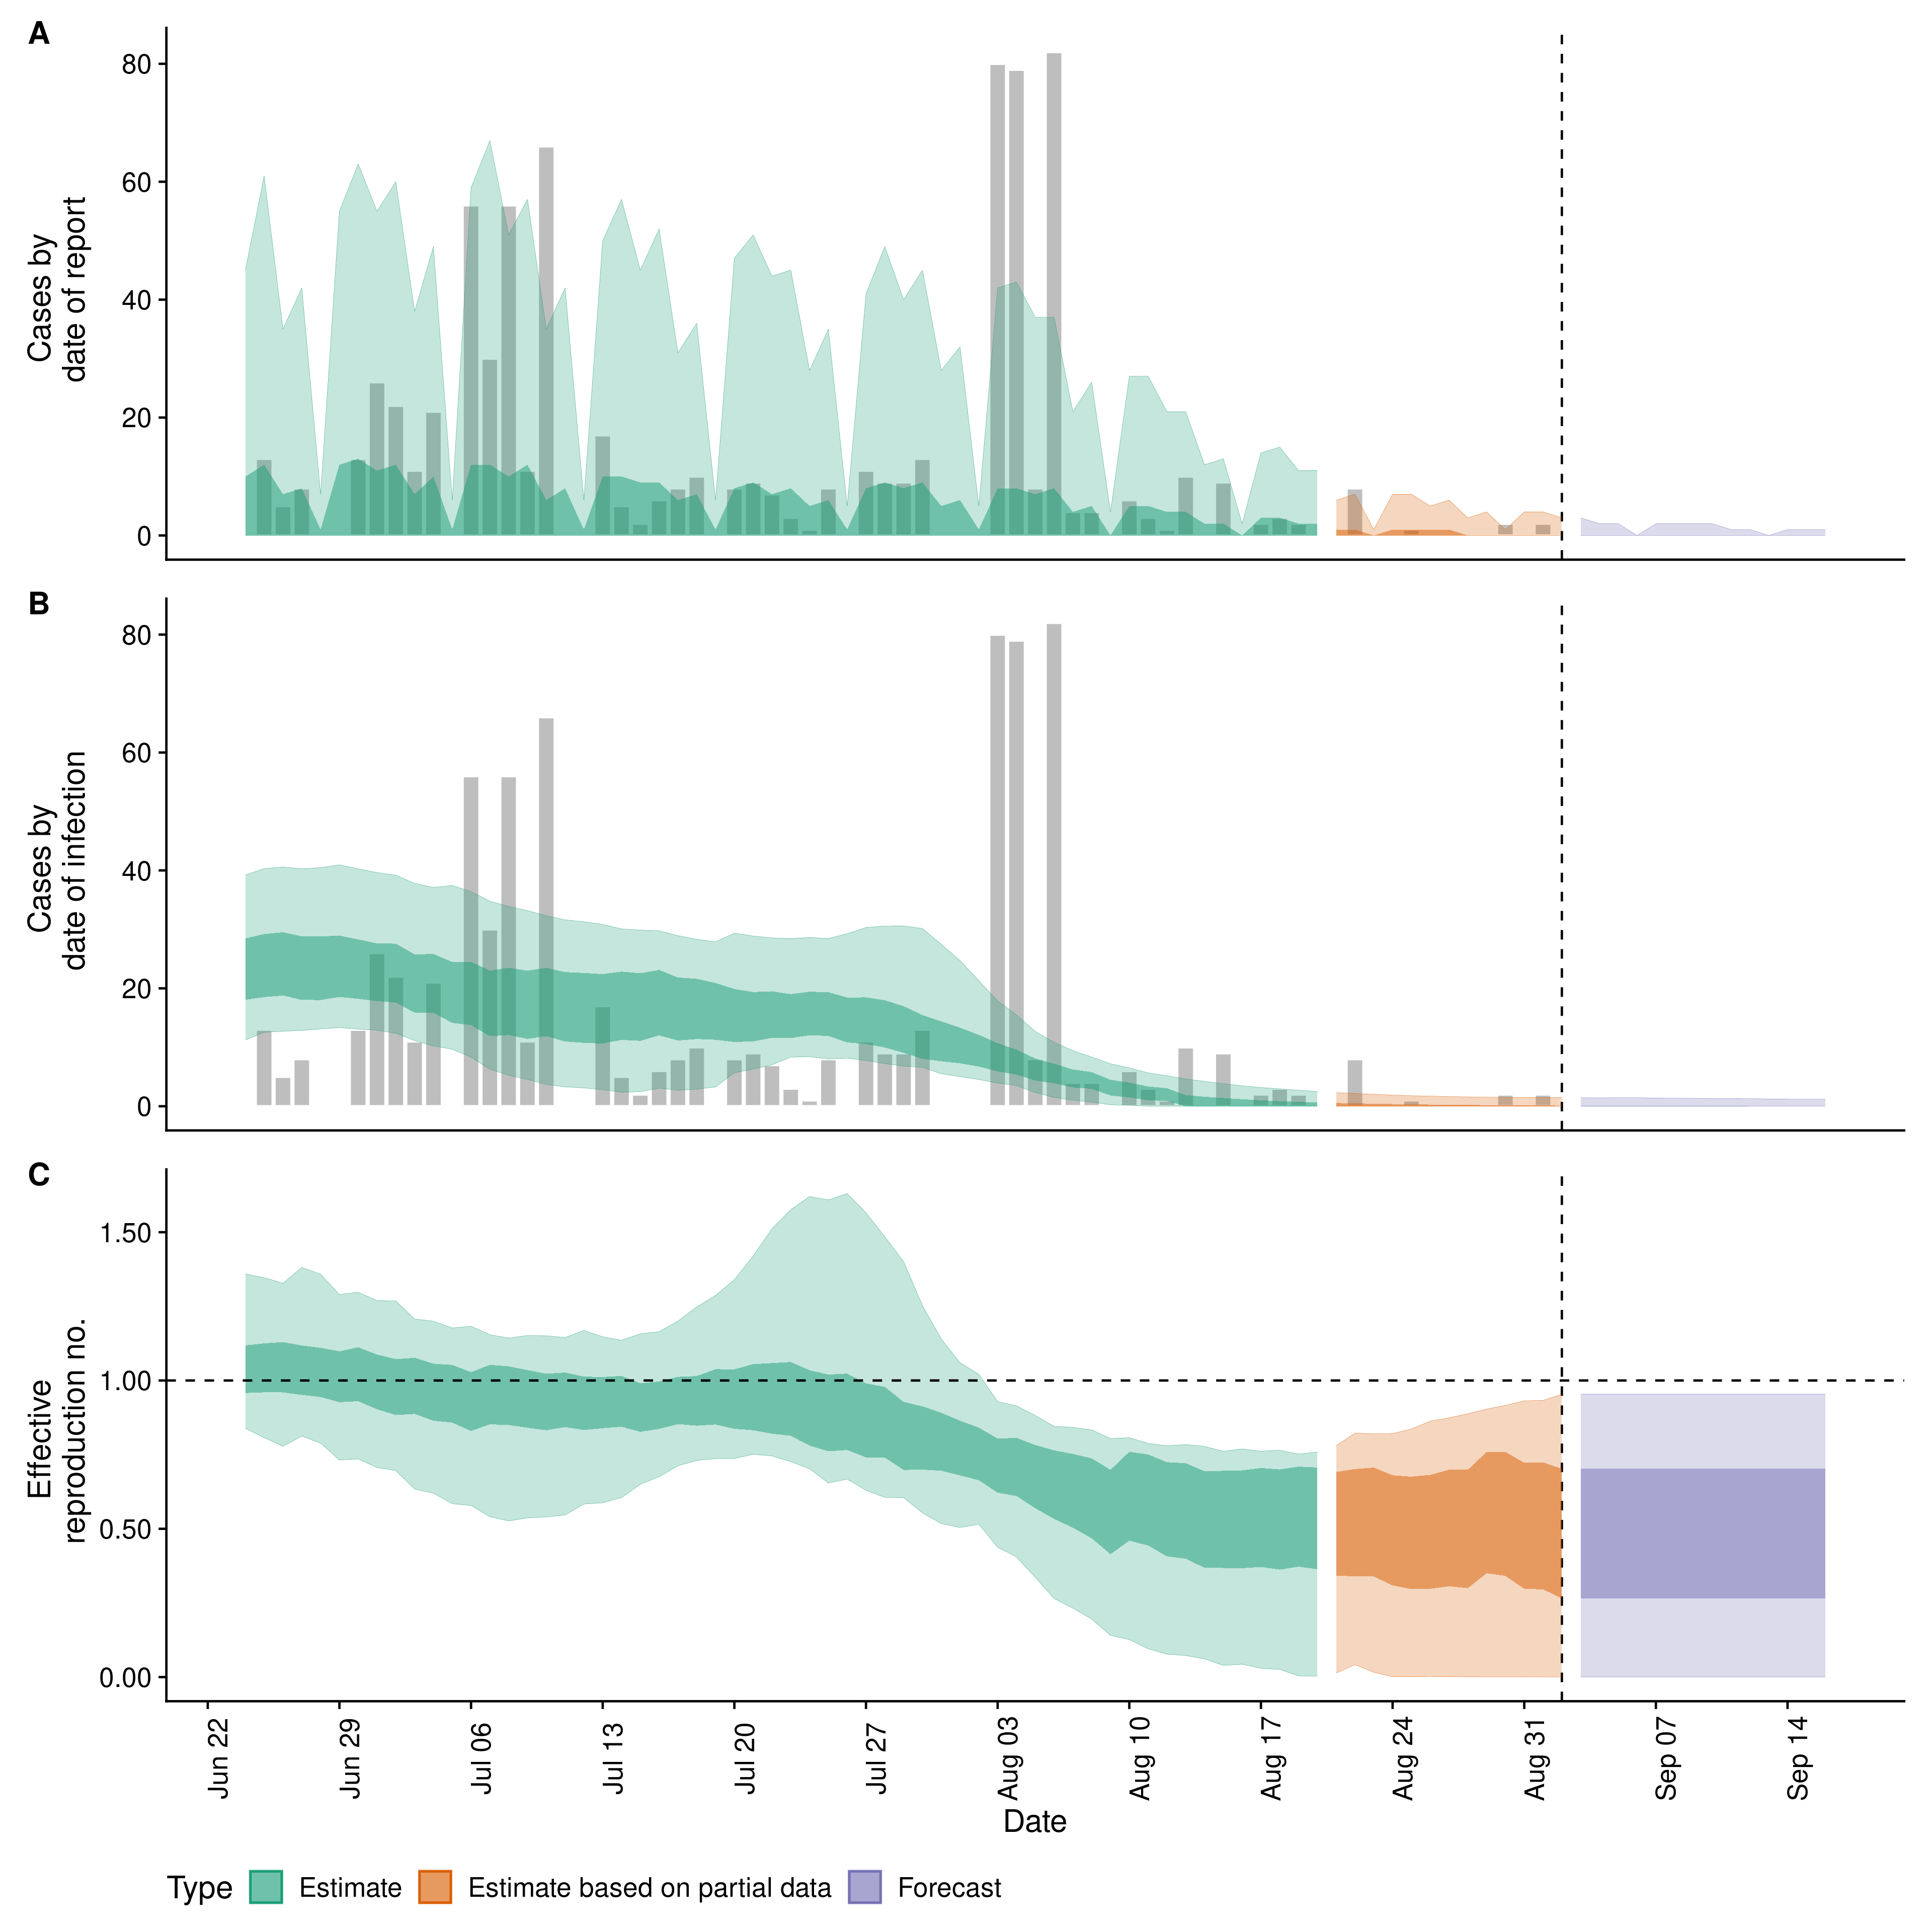 A
80
60
40
20
0
Cases by
date of report
B
80
60
40
20
0
Cases by
date of infection
C
1.50
1.00
0.50
0.00
Effective
reproduction no.
Jun 22
Jun 29
Jul 06
Jul 13
Jul 20
Jul 27
Aug 03
Aug 10
Aug 17
Aug 24
Aug 31
Sep 07
Sep 14
Date
Type Estimate Estimate based on partial data Forecast